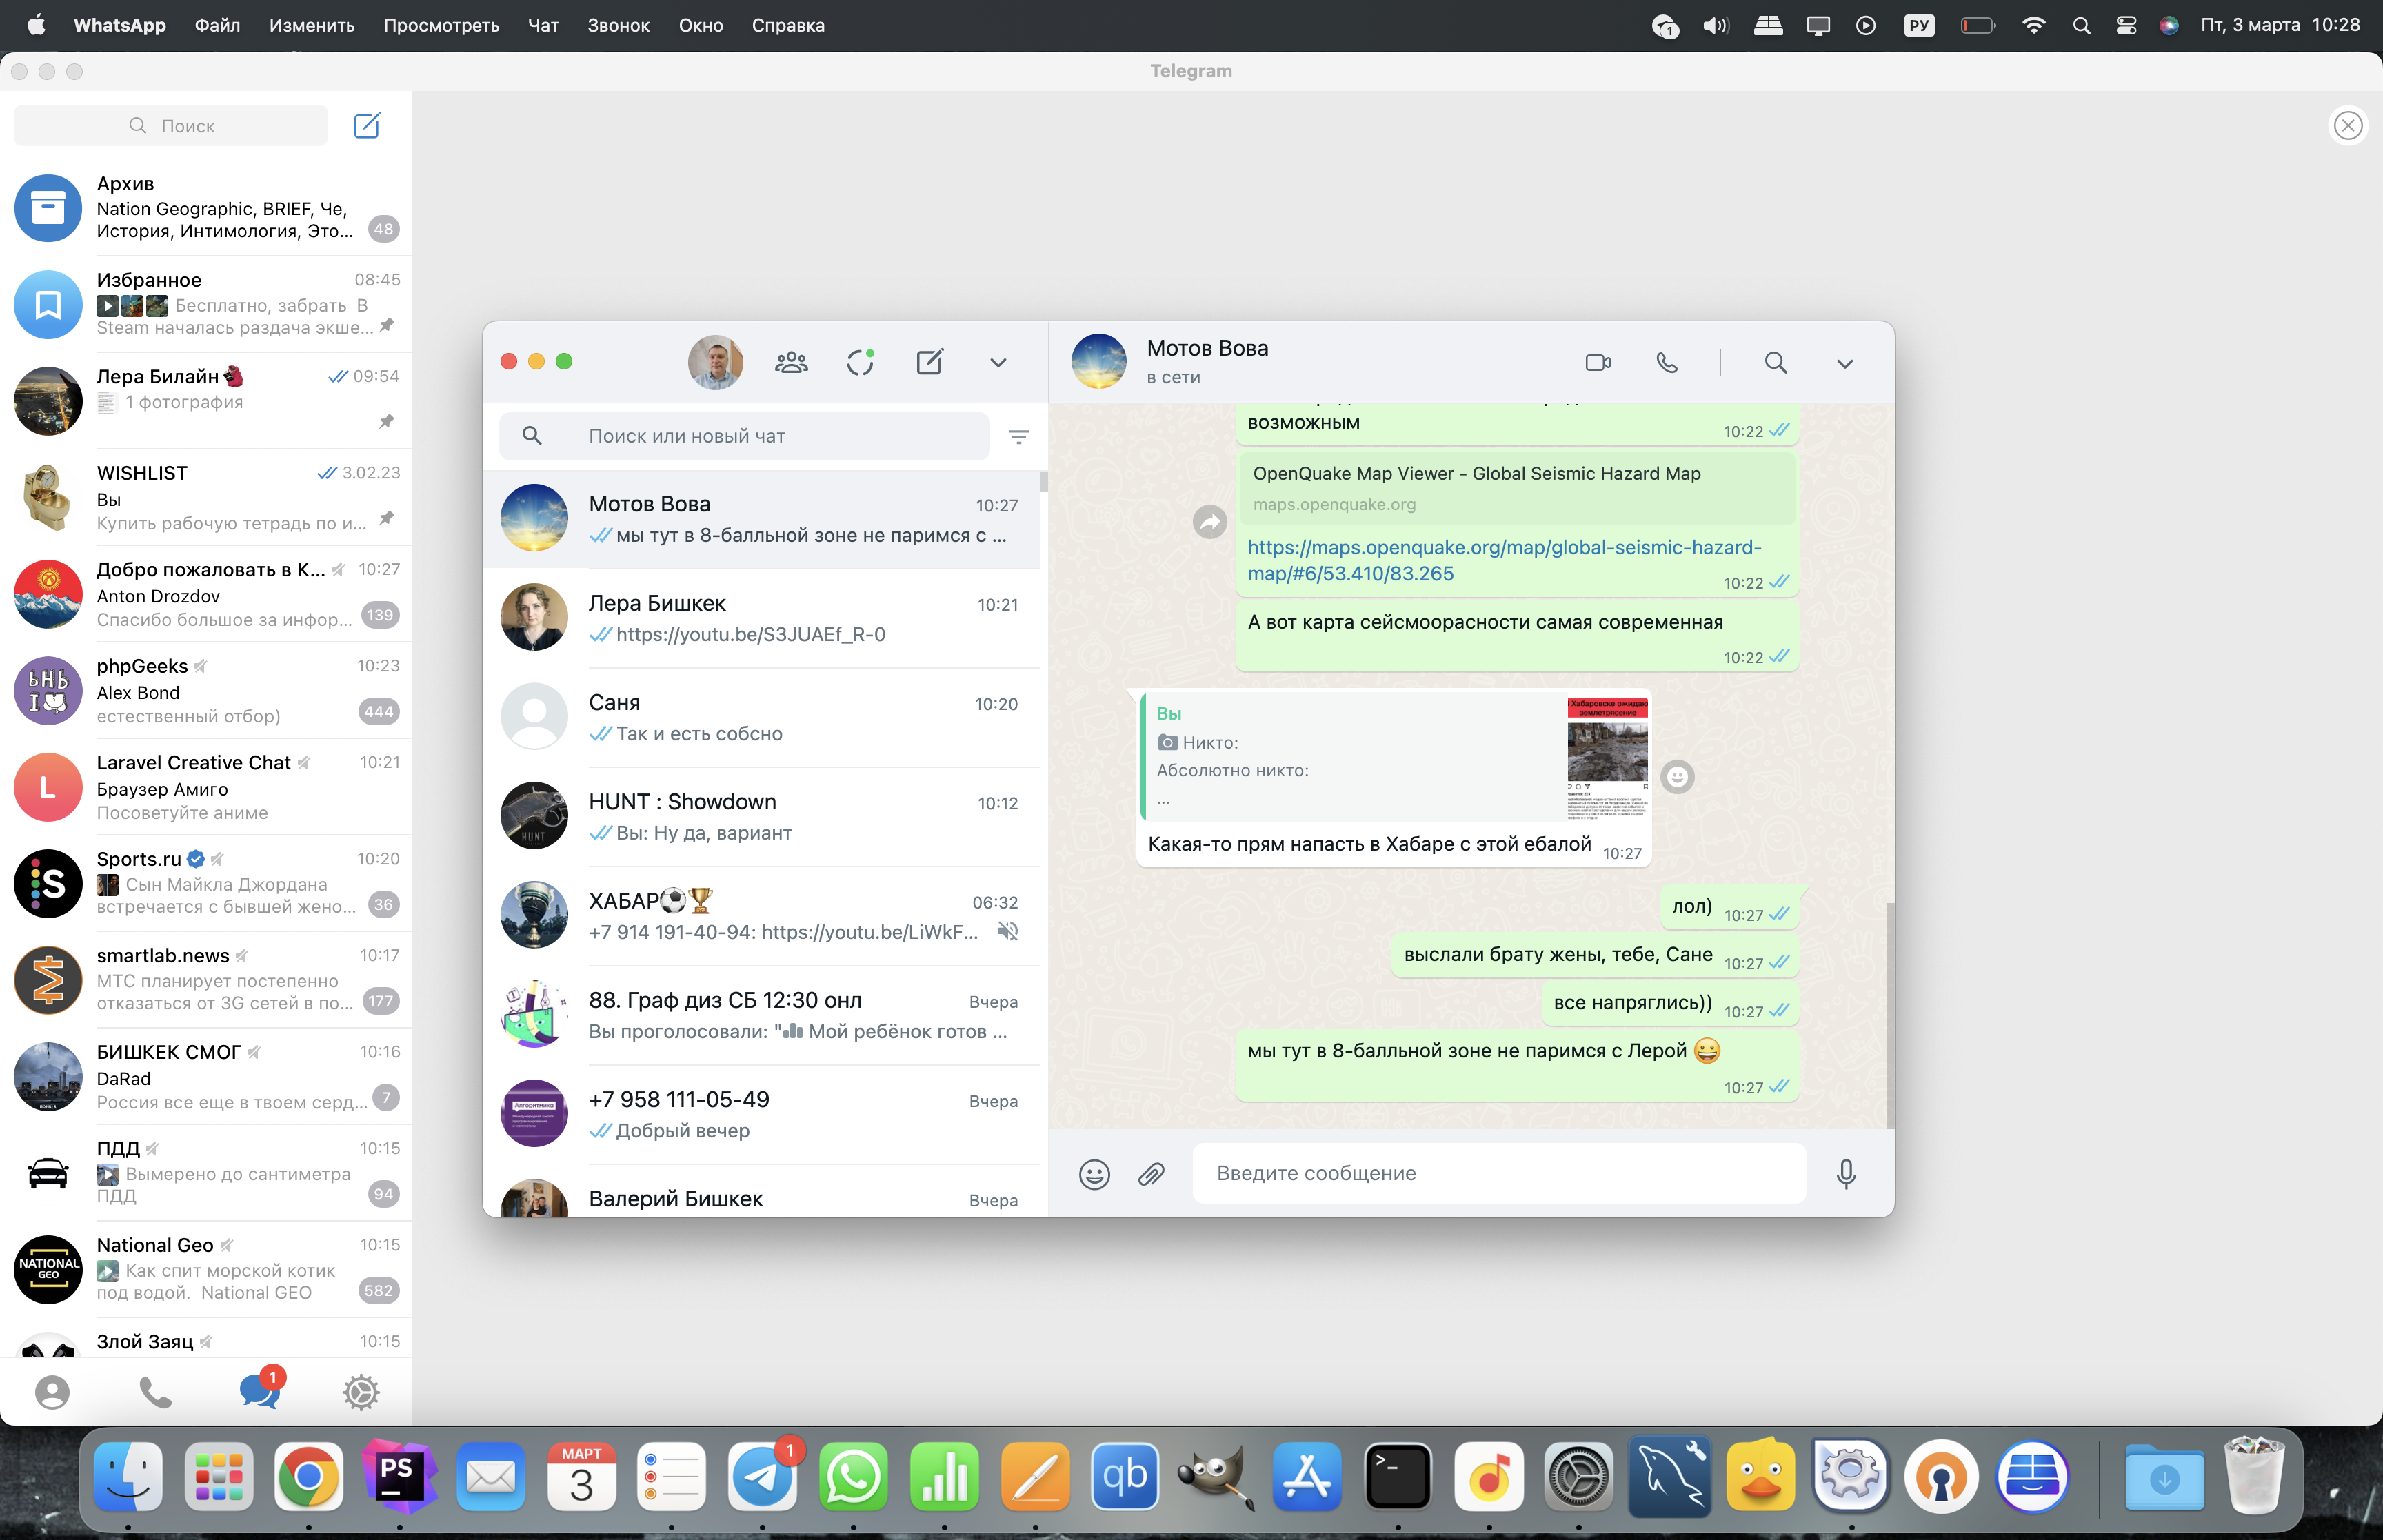 WhatsApp Файл Изменить Просмотреть Чат Звонок Окно Справка
1 РУ Пт, 3 марта 10:28
Telegram
Поиск
Архив
Nation Geographic, BRIEF, Че,
История, Интимология, Это... 48
Избранное 08:45
Бесплатно, забрать В
Steam началась раздача экше...
Лера Билайн 09:54
1 фотография
WISHLIST 3.02.23
Вы
Купить рабочую тетрадь по и...
Добро пожаловать в К... 10:27
Anton Drozdov
Спасибо большое за инфор... 139
phpGeeks 10:23
Alex Bond
естественный отбор) 444
L
Laravel Creative Chat 10:21
Браузер Амиго
Посоветуйте аниме
S
Sports.ru 10:20
Сын Майкла Джордана
встречается с бывшей жено... 36
smartlab.news 10:17
МТС планирует постепенно
отказаться от 3G сетей в по... 177
БИШКЕК СМОГ 10:16
DaRad
Россия все еще в твоем серд... 7
ПДД 10:15
Вымерено до сантиметра
ПДД 94
NATIONAL
GEO
National Geo 10:15
Как спит морской котик
под водой. National GEO 582
Злой Заяц 10:15
1
Поиск или новый чат
Мотов Вова 10:27
мы тут в 8-балльной зоне не паримся с ...
Лера Бишкек 10:21
https://youtu.be/S3JUAEf_R-0
Саня 10:20
Так и есть собсно
HUNT
HUNT : Showdown 10:12
Вы: Ну да, вариант
ХАБАР 06:32
+7 914 191-40-94: https://youtu.be/LiWkF...
88. Граф диз СБ 12:30 онл Вчера
Вы проголосовали: " Мой ребёнок готов ...
Алгоритмика
+7 958 111-05-49 Вчера
Добрый вечер
Валерий Бишкек Вчера
Мотов Вова
в сети
возможным
10:22
OpenQuake Map Viewer - Global Seismic Hazard Map
maps.openquake.org
https://maps.openquake.org/map/global-seismic-hazard-
map/#6/53.410/83.265
10:22
А вот карта сейсмоорасности самая современная
10:22
Вы
Никто:
Абсолютно никто:
...
Хабаровске ожидаю
землетрясение
Какая-то прям напасть в Хабаре с этой ебалой 10:27
лол) 10:27
выслали брату жены, тебе, Сане 10:27
все напряглись)) 10:27
мы тут в 8-балльной зоне не паримся с Лерой
10:27
Введите сообщение
PS
МАРТ
3
1
qb
>_